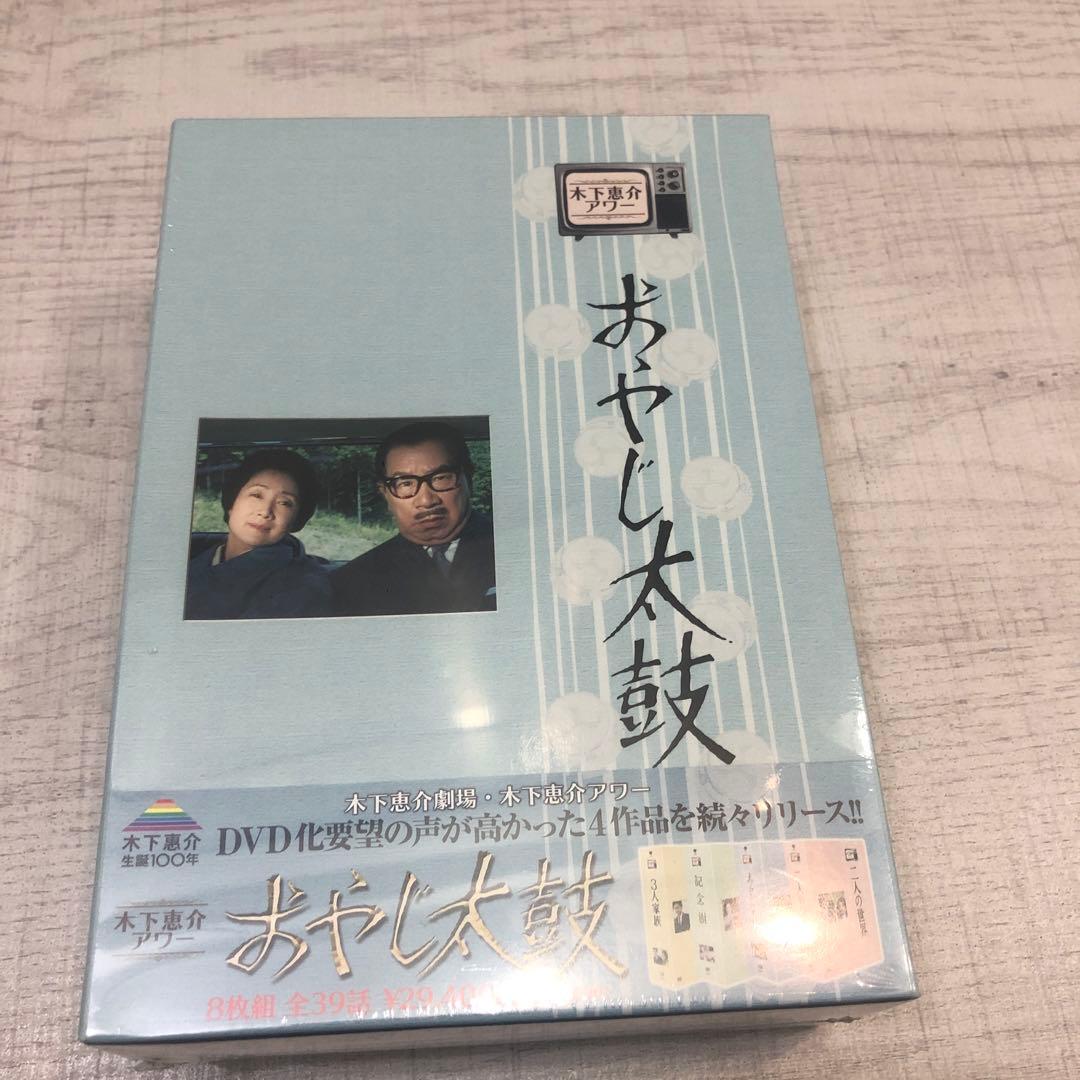 木下恵介
アワー
おやじ太鼓
木下恵介劇場・木下恵介アワー
DVD化要望の声が高かった4作品を続々リリース!!
木下恵介
生誕100年
木下恵介
アワー
おやじ太鼓
8枚組 全39話 ¥29,40
3人家族
記念樹
二人の世界